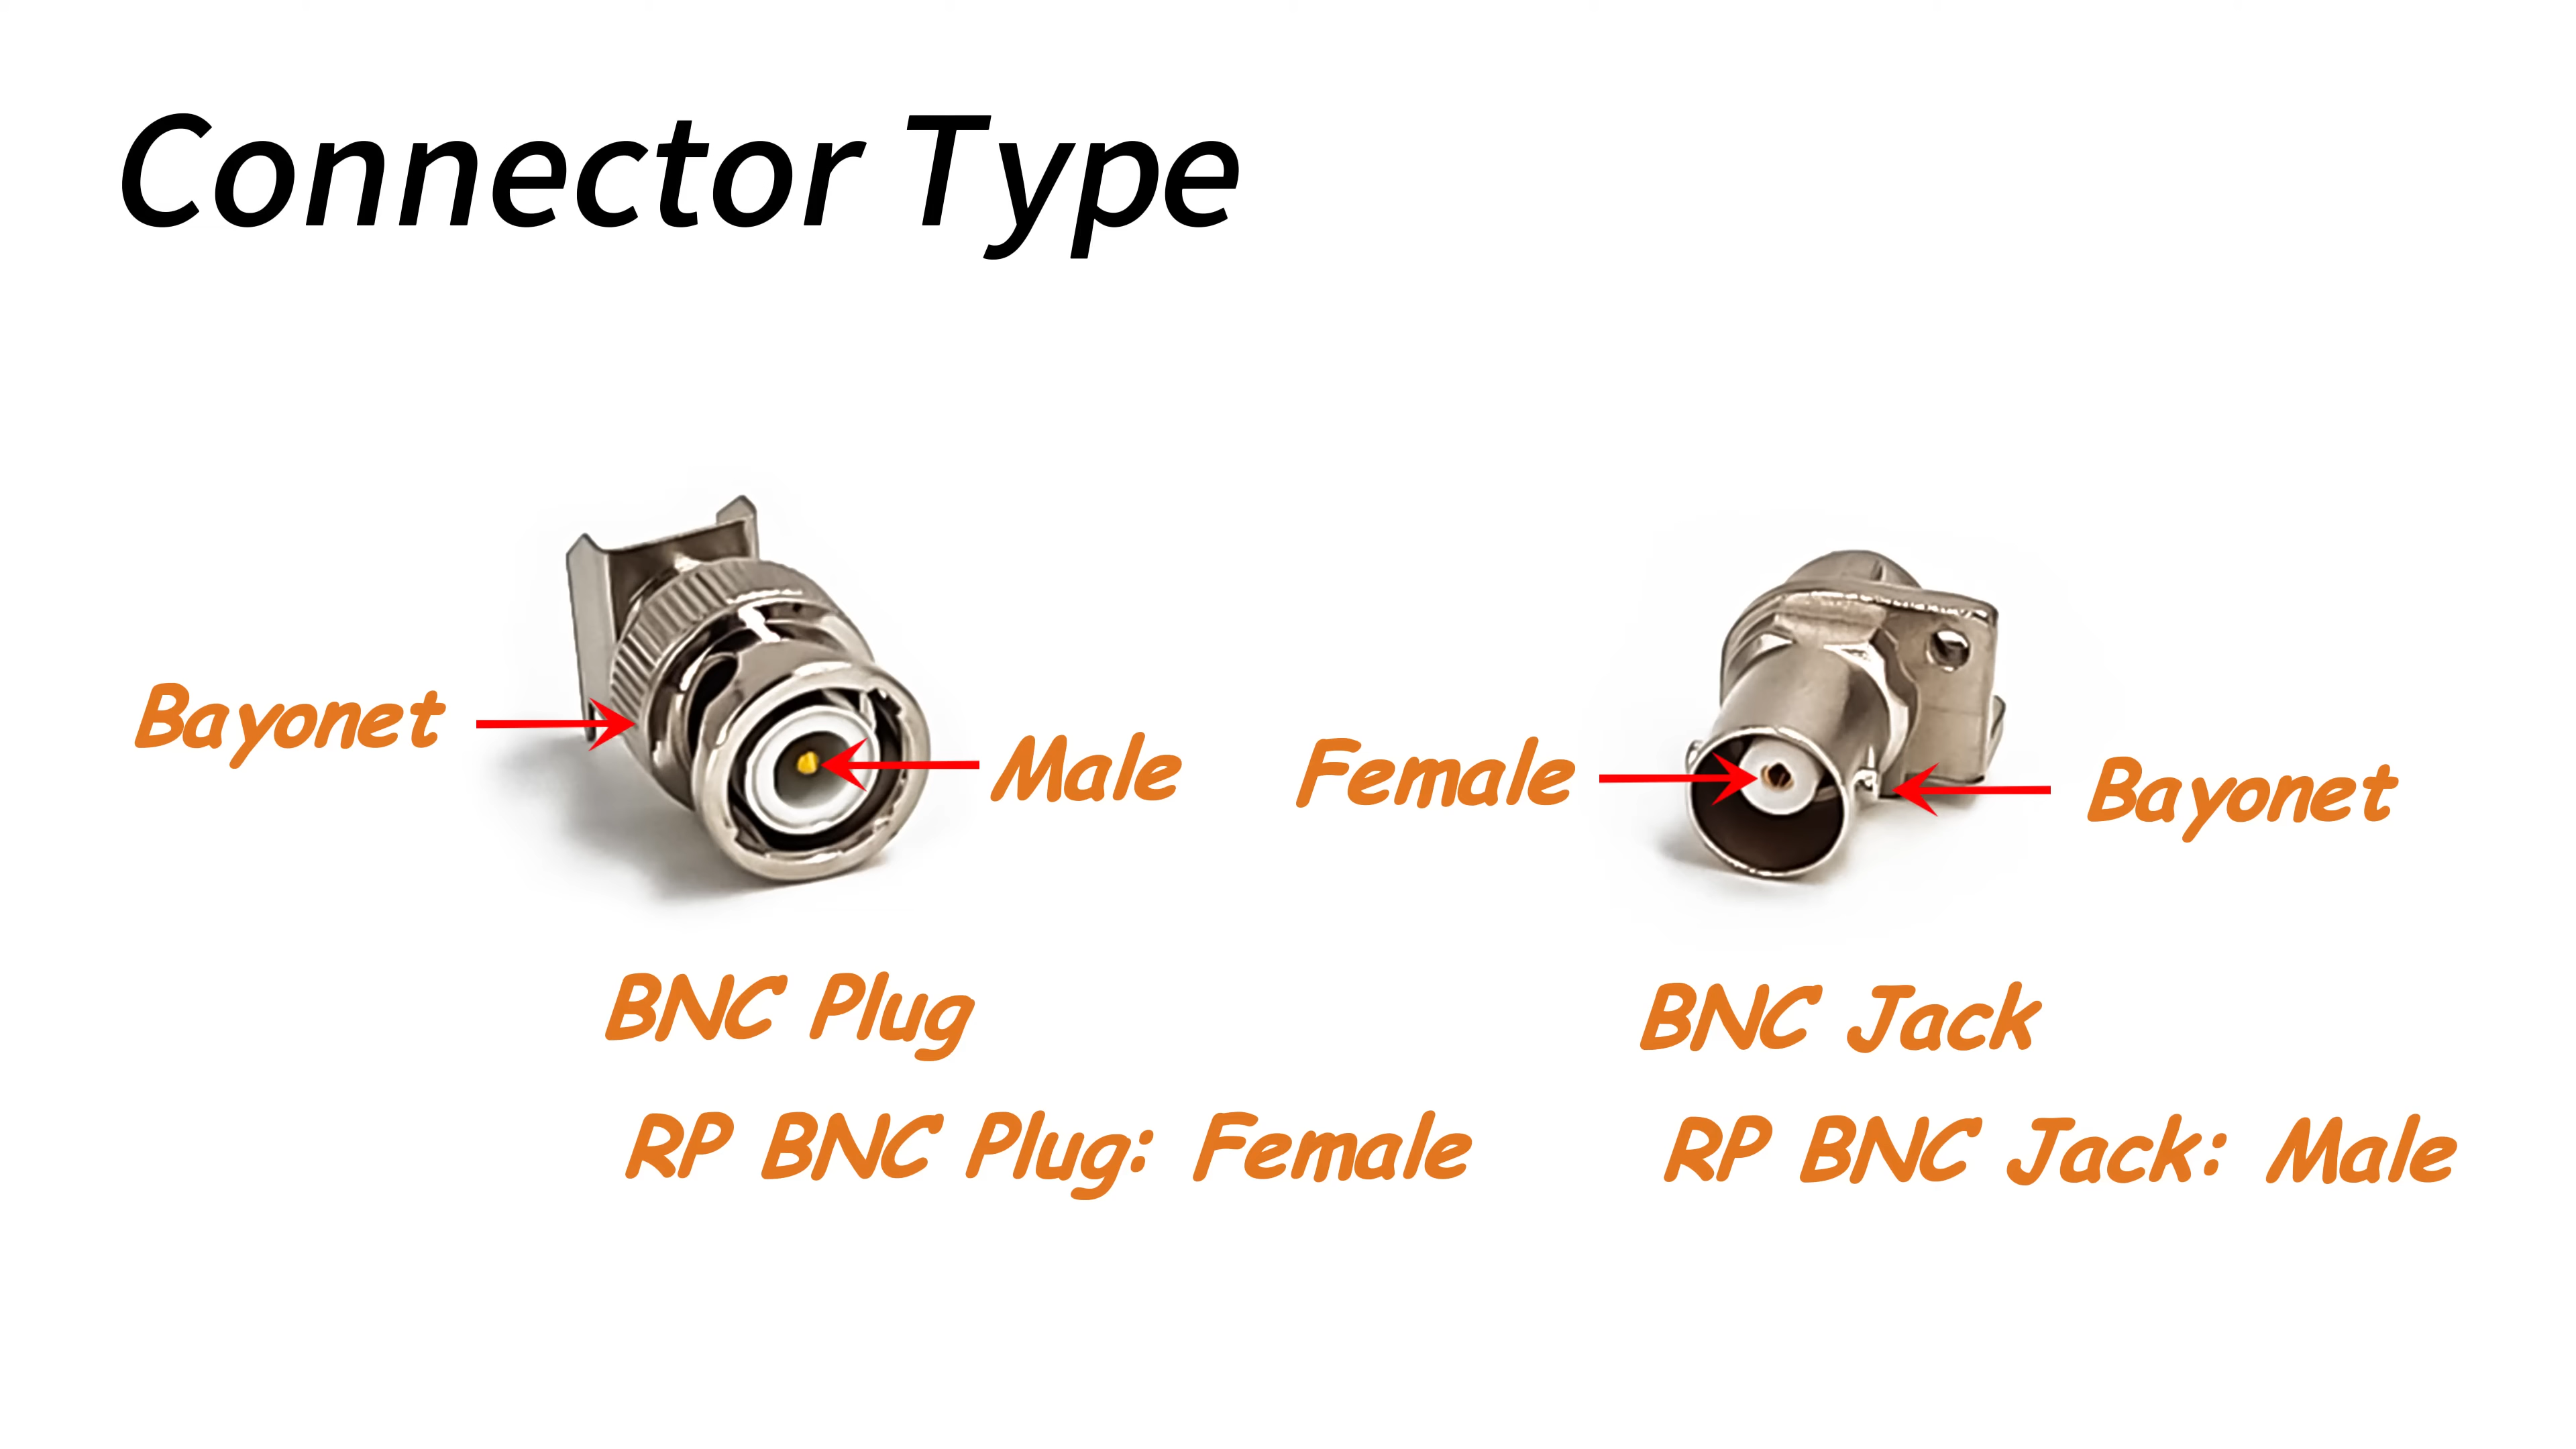 Connector Type
Bayonet
Male
Female
Bayonet
BNC Plug
BNC Jack
RP BNC Plug: Female
RP BNC Jack: Male